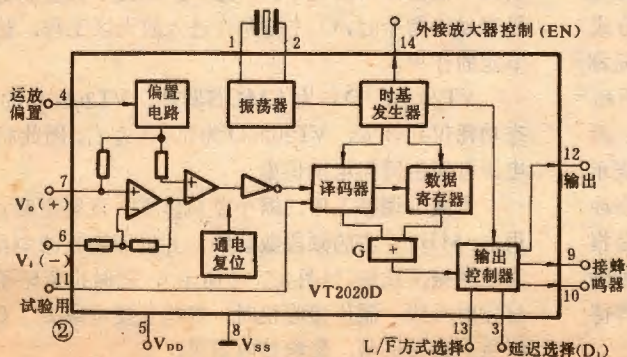 外接放大器控制(EN)
1
2
14
运放
偏置
4
偏置
电路
振荡器
时基
发生器
12
输出
7
V₀(+)
译码器
数据
寄存器
6
V₁(-)
通电
复位
G
+
输出
控制器
9
接蜂
鸣器
10
11
试验用
VT2020D
②
5
V_DD
8
V_SS
13
3
L/F̄方式选择
延迟选择(D₁)